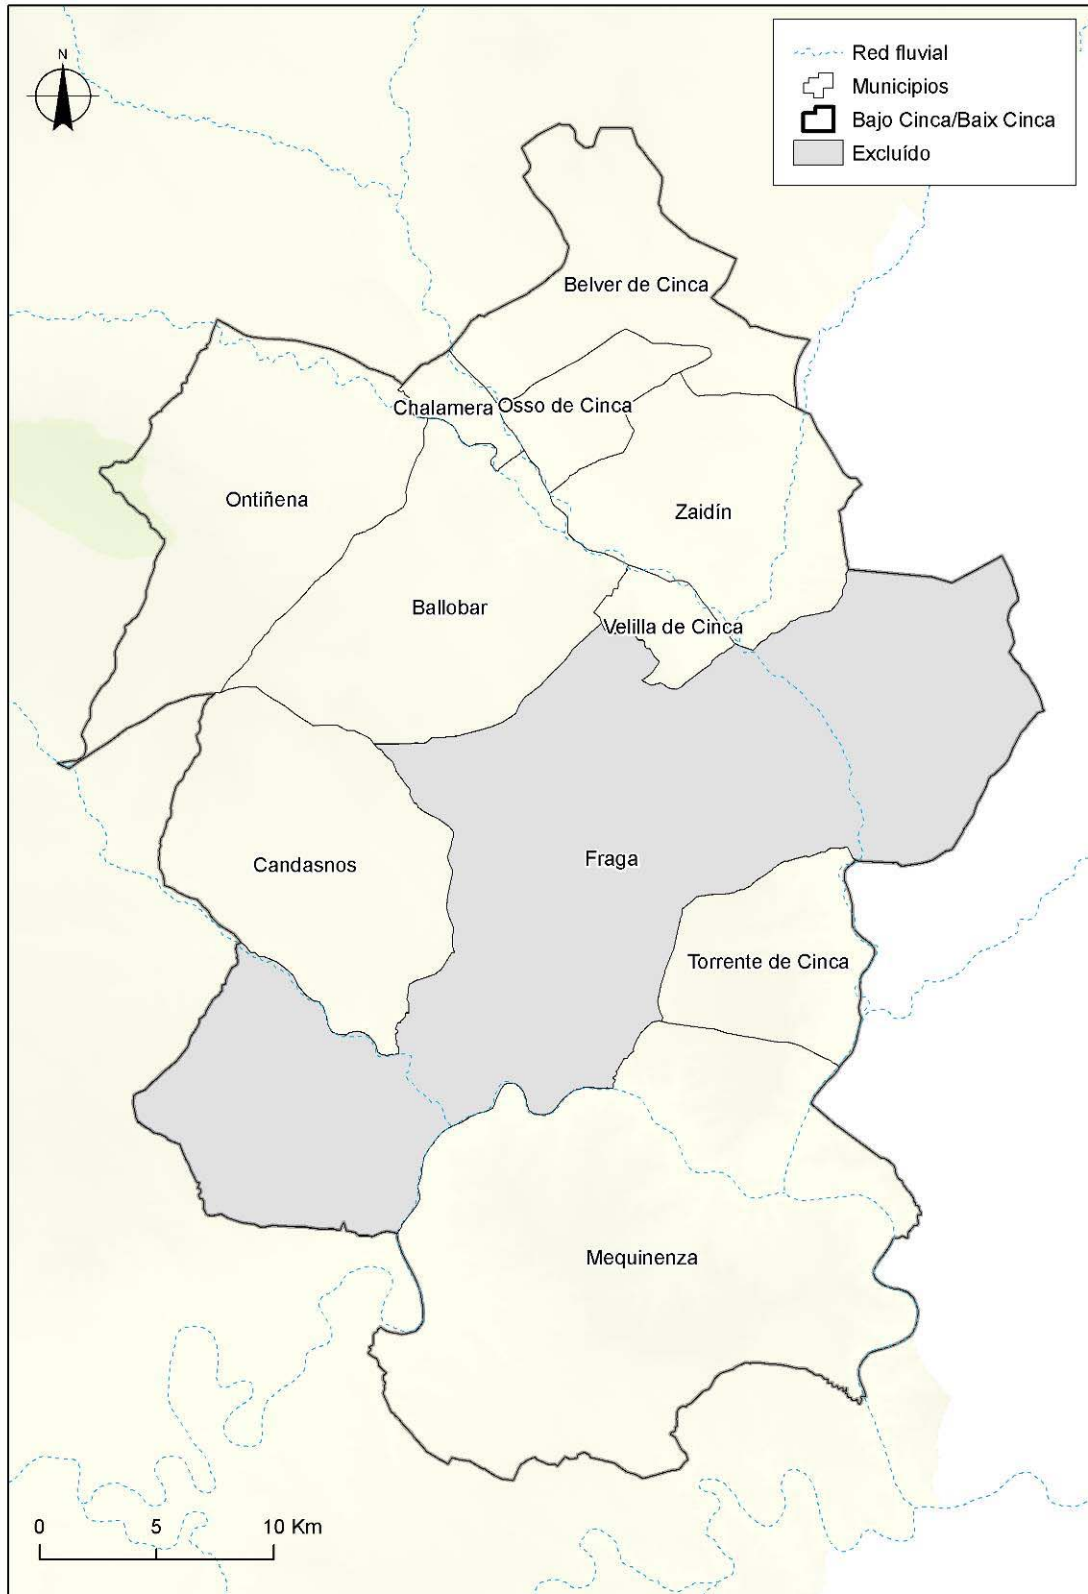 N
Red fluvial
Municipios
Bajo Cinca/Baix Cinca
Excluído
Belver de Cinca
Chalamera
Osso de Cinca
Ontiñena
Zaidín
Ballobar
Velilla de Cinca
Candasnos
Fraga
Torrente de Cinca
Mequinenza
0 5 10 Km